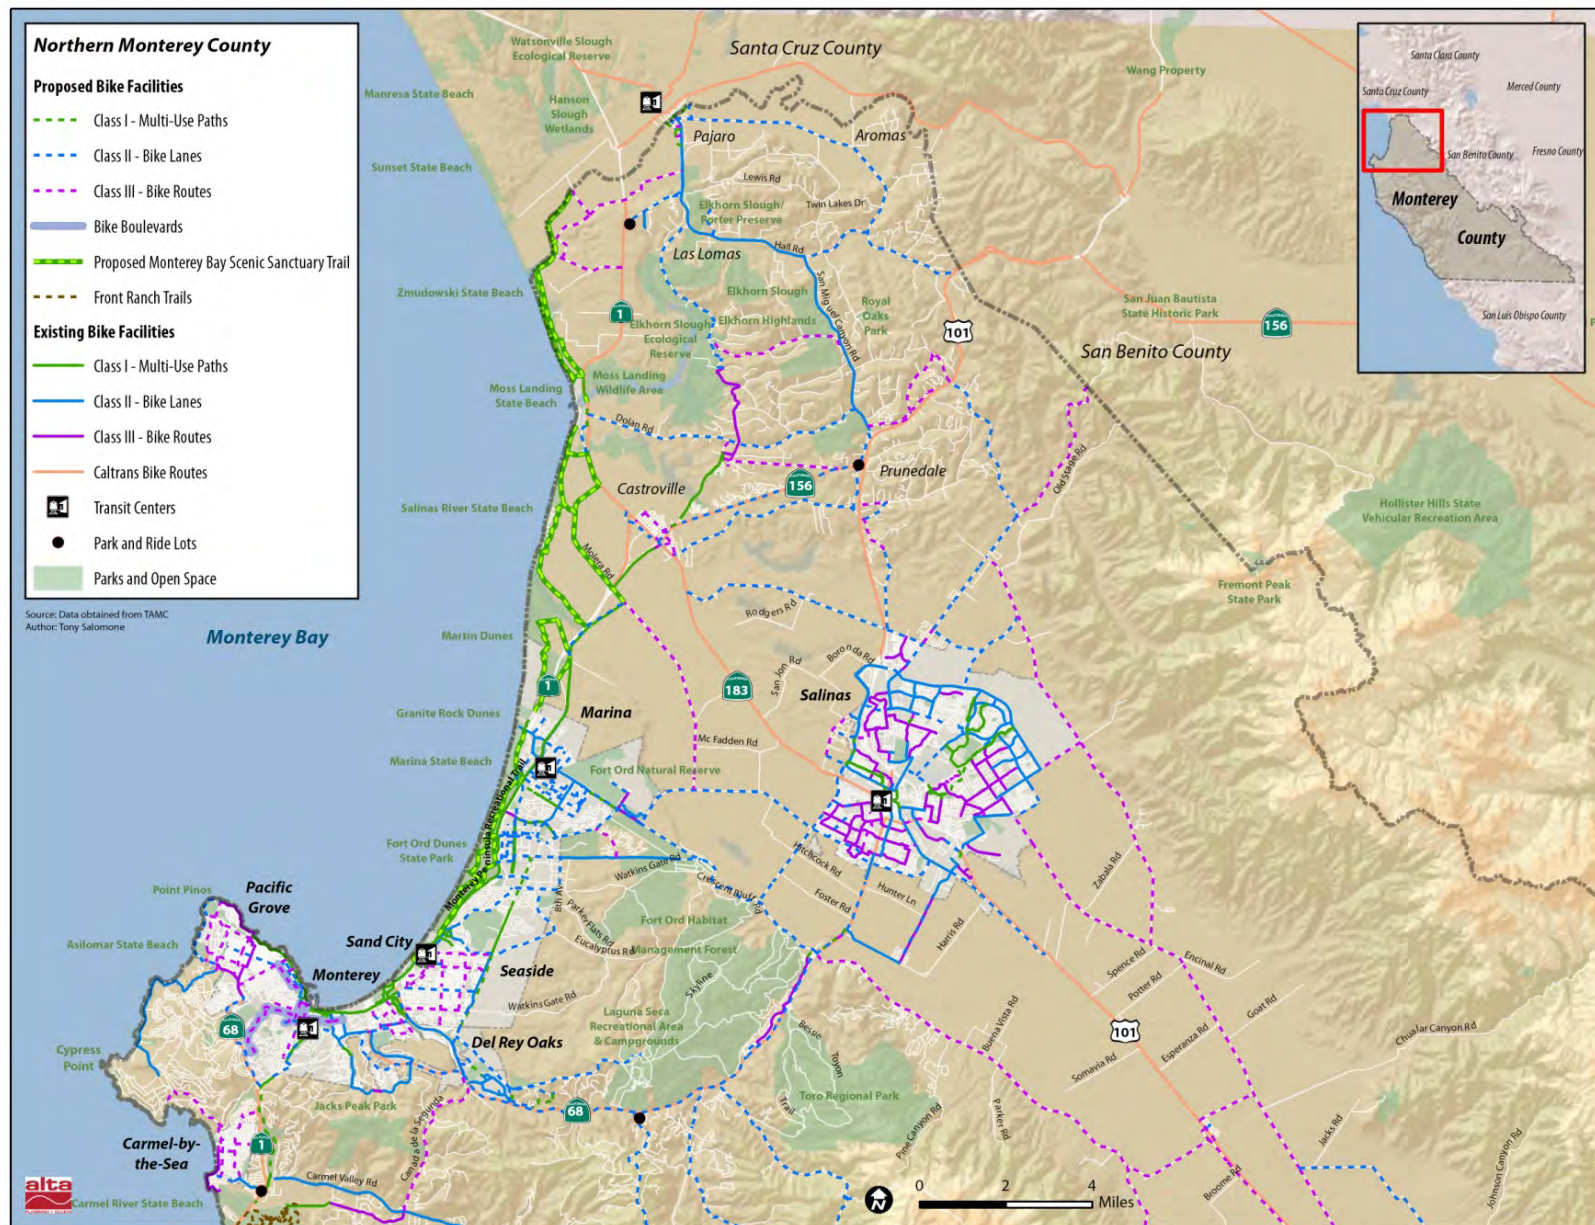 Northern Monterey County
Proposed Bike Facilities
Class I - Multi-Use Paths
Class II - Bike Lanes
Class III - Bike Routes
Bike Boulevards
Proposed Monterey Bay Scenic Sanctuary Trail
Front Ranch Trails
Existing Bike Facilities
Class I - Multi-Use Paths
Class II - Bike Lanes
Class III - Bike Routes
Caltrans Bike Routes
Transit Centers
Park and Ride Lots
Parks and Open Space
Source: Data obtained from TAMC
Author: Tony Salomone
Santa Clara County
Santa Cruz County
Merced County
San Benito County
Fresno County
Monterey
County
San Luis Obispo County
Watsonville Slough
Ecological Reserve
Santa Cruz County
Wang Property
Manresa State Beach
Hanson
Slough
Wetlands
Pajaro
Aromas
Sunset State Beach
Lewis Rd
Twin Lakes Dr
Elkhorn Slough/
Porter Preserve
Las Lomas
Hall Rd
San Miguel Canyon Rd
Zmudowski State Beach
Elkhorn Slough
Royal
Oaks
Park
San Juan Bautista
State Historic Park
156
1
Elkhorn Slough
Ecological
Reserve
Elkhorn Highlands
101
San Benito County
Moss Landing
State Beach
Moss Landing
Wildlife Area
Dolan Rd
Old Stage Rd
Castroville
156
Prunedale
Salinas River State Beach
Hollister Hills State
Vehicular Recreation Area
Molera Rd
Fremont Peak
State Park
Monterey Bay
Martin Dunes
Rodgers Rd
Boronda Rd
San Jon Rd
1
183
Salinas
Granite Rock Dunes
Marina
Mc Fadden Rd
Marina State Beach
Fort Ord Natural Reserve
Monterey Peninsula Recreational Trail
Fort Ord Dunes
State Park
Watkins Gate Rd
Hitchcock Rd
Hunter Ln
Zabala Rd
Crescent Bluff Rd
Foster Rd
Point Pinos
Pacific
Grove
8th Av
Parker Flats Rd
Fort Ord Habitat
Management Forest
Harris Rd
Asilomar State Beach
Sand City
Eucalyptus Rd
Monterey
Seaside
Skyline
Spence Rd
Encinal Rd
Potter Rd
Watkins Gate Rd
Goat Rd
68
Laguna Seca
Recreational Area
& Campgrounds
Bessie
Buena Vista Rd
101
Chualar Canyon Rd
Esperanza Rd
Del Rey Oaks
Toyon
Somavia Rd
Cypress
Point
Jacks Peak Park
Canada de la Segunda
68
Trail
Toro Regional Park
Pine Canyon Rd
Parker Rd
Jacks Rd
Johnson Canyon Rd
Carmel-by-
the-Sea
1
Carmel Valley Rd
Broome Rd
alta
Carmel River State Beach
N
0 2 4
Miles